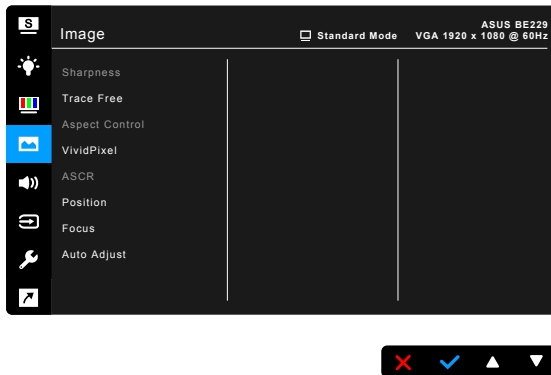 S
Image
Standard Mode
ASUS BE229
VGA 1920 x 1080 @ 60Hz
Sharpness
Trace Free
Aspect Control
VividPixel
ASCR
Position
Focus
Auto Adjust